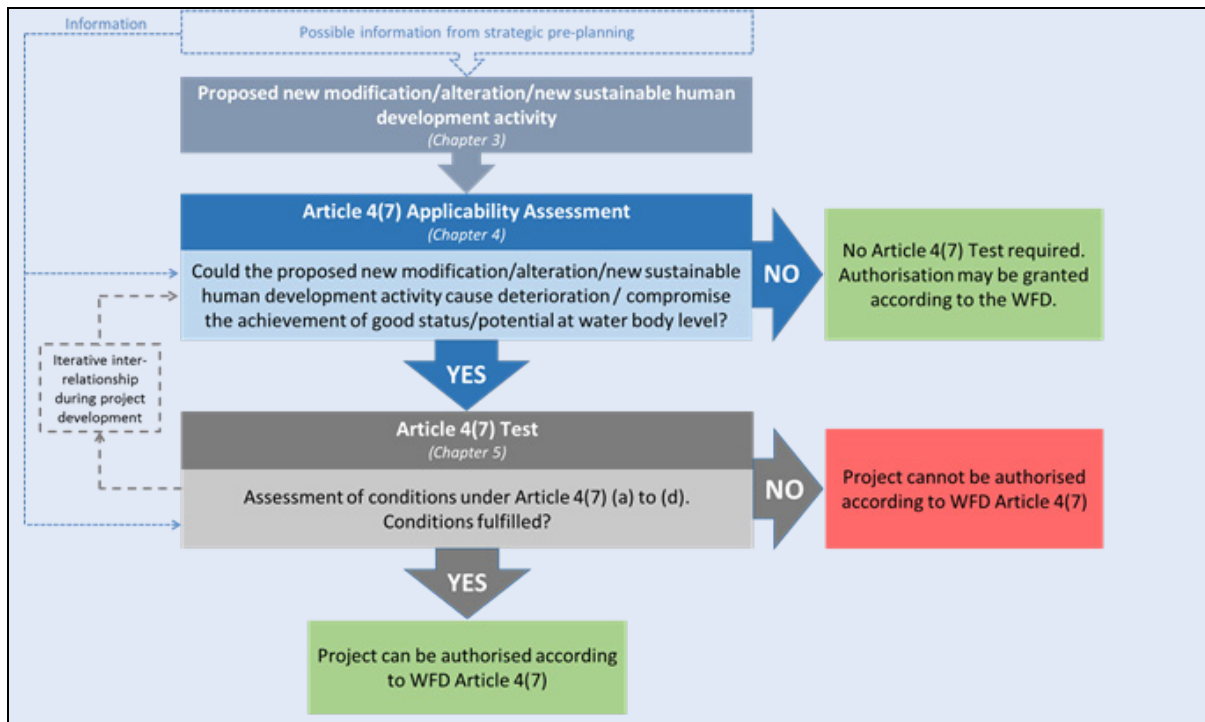 Information
Possible information from strategic pre-planning
Proposed new modification/alteration/new sustainable human
development activity
(Chapter 3)
Article 4(7) Applicability Assessment
(Chapter 4)
Could the proposed new modification/alteration/new sustainable
human development activity cause deterioration / compromise
the achievement of good status/potential at water body level?
NO
No Article 4(7) Test required.
Authorisation may be granted
according to the WFD.
Iterative inter-
relationship
during project
development
YES
Article 4(7) Test
(Chapter 5)
Assessment of conditions under Article 4(7) (a) to (d).
Conditions fulfilled?
NO
Project cannot be authorised
according to WFD Article 4(7)
YES
Project can be authorised according
to WFD Article 4(7)